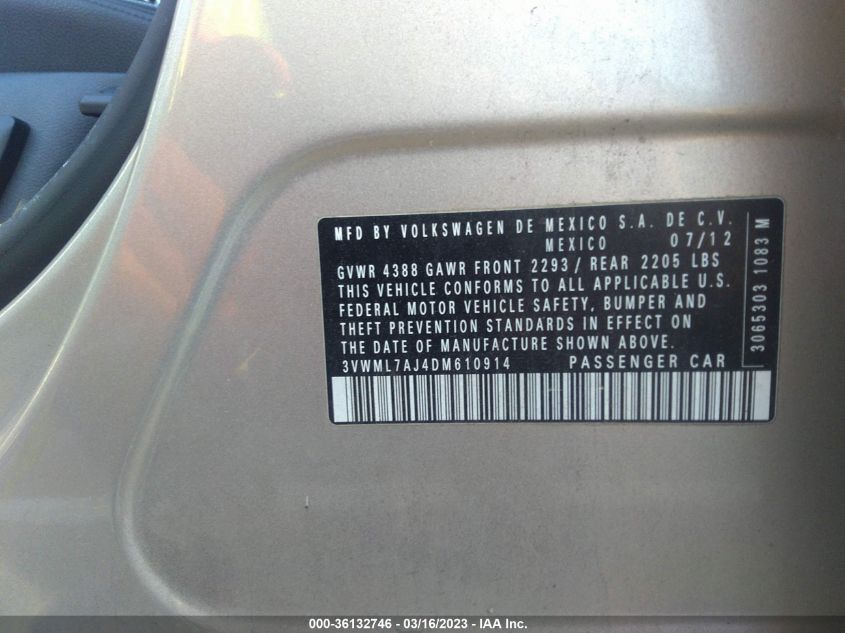 MFD BY VOLKSWAGEN DE MEXICO S.A. DE C.V.
MEXICO 07/12
GVWR 4388 GAWR FRONT 2293/ REAR 2205 LBS
THIS VEHICLE CONFORMS TO ALL APPLICABLE U.S.
FEDERAL MOTOR VEHICLE SAFETY, BUMPER AND
THEFT PREVENTION STANDARDS IN EFFECT ON
THE DATE OF MANUFACTURE SHOWN ABOVE.
3VWML7AJ4DM610914 PASSENGER CAR
3065303 1083 M
000-36132746 - 03/16/2023 - IAA Inc.